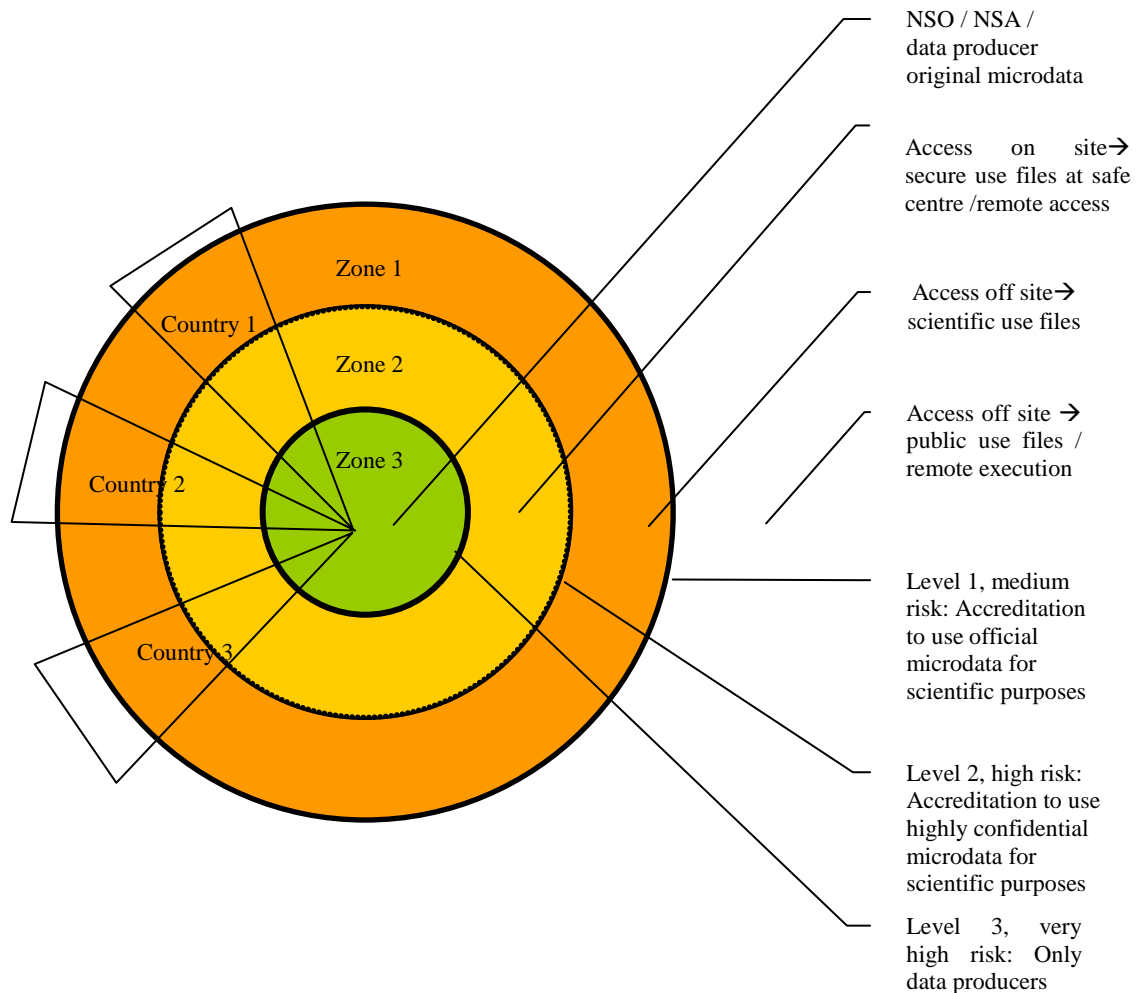 NSO / NSA /
data producer
original microdata
Access on site→
secure use files at safe
centre /remote access
Zone 1
Access off site→
scientific use files
Country 1
Zone 2
Access off site →
public use files /
remote execution
Zone 3
Country 2
Level 1, medium
risk: Accreditation
to use official
microdata for
scientific purposes
Country 3
Level 2, high risk:
Accreditation to use
highly confidential
microdata for
scientific purposes
Level 3, very
high risk: Only
data producers